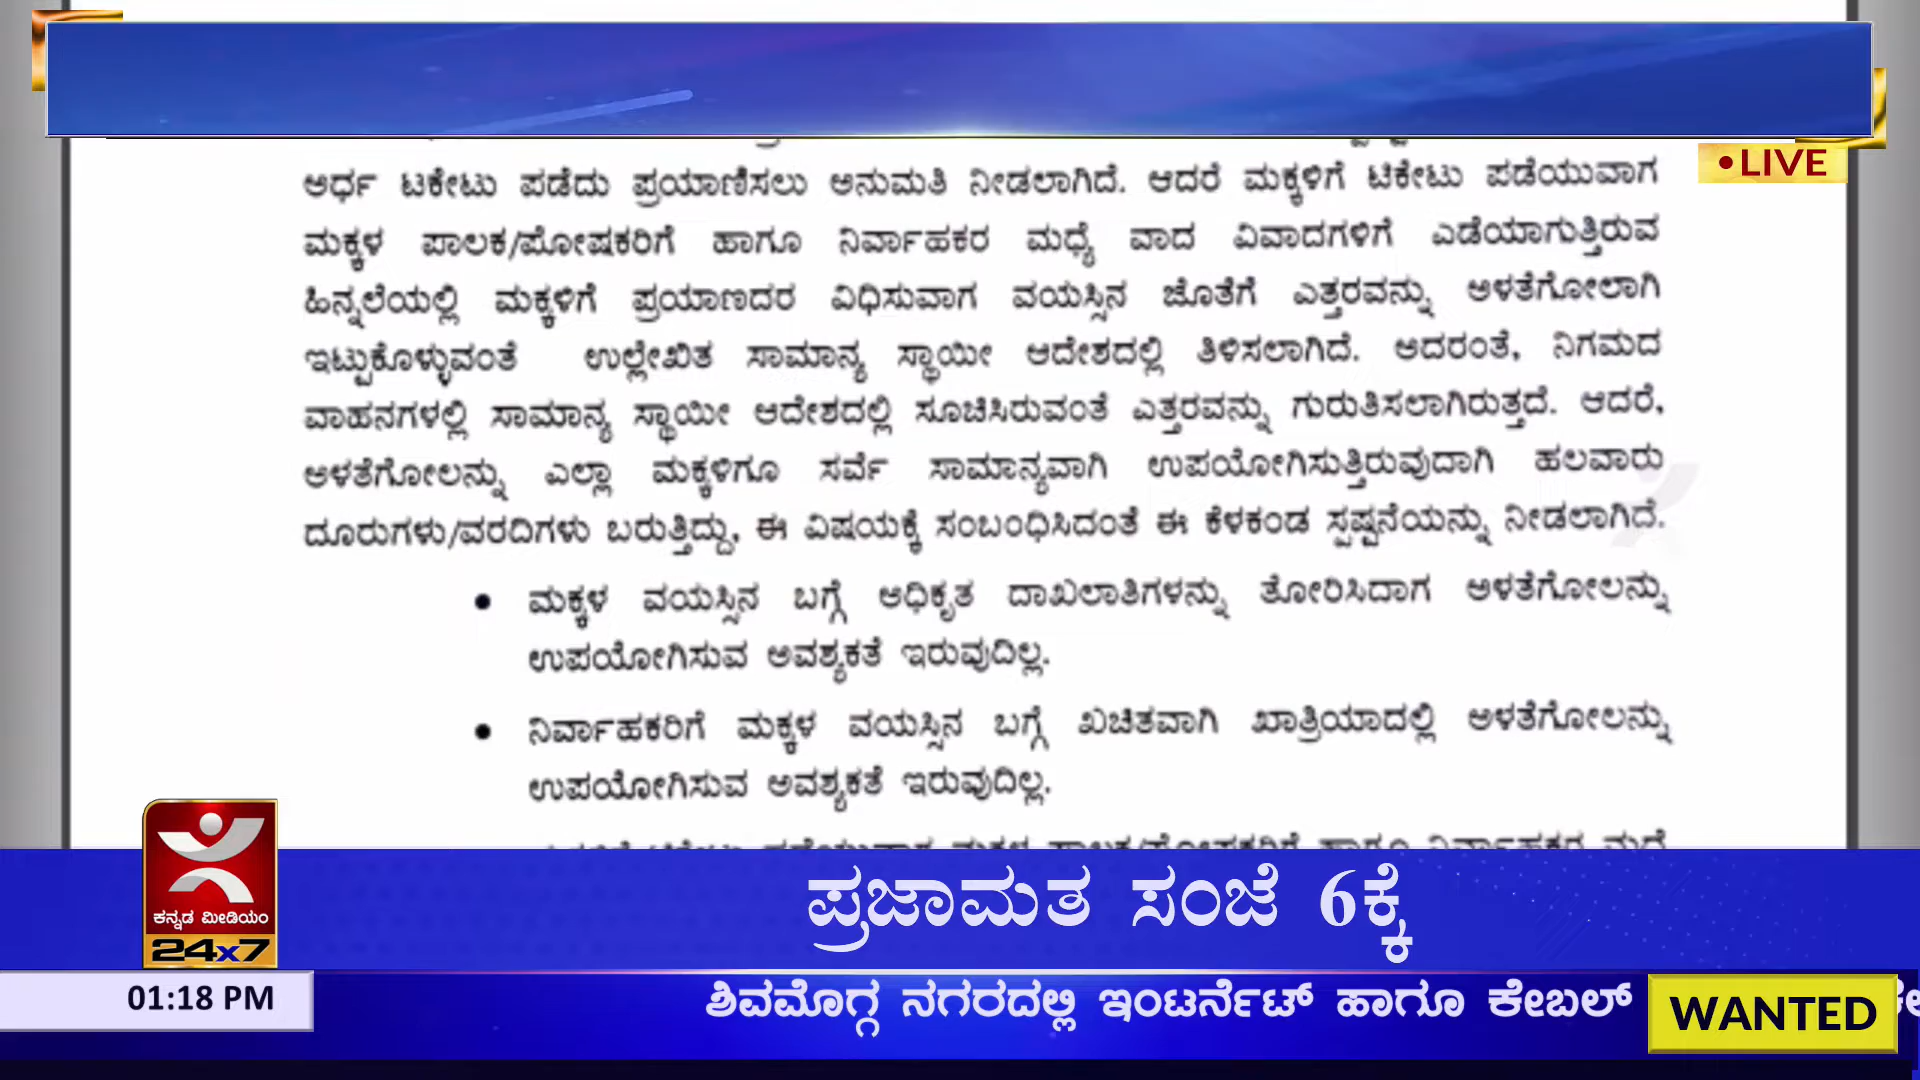 • LIVE
ಅರ್ಧ ಟಿಕೇಟು ಪಡೆದು ಪ್ರಯಾಣಿಸಲು ಅನುಮತಿ ನೀಡಲಾಗಿದೆ. ಆದರೆ ಮಕ್ಕಳಿಗೆ ಟಿಕೇಟು ಪಡೆಯುವಾಗ
ಮಕ್ಕಳ ಪಾಲಕ/ಪೋಷಕರಿಗೆ ಹಾಗೂ ನಿರ್ವಾಹಕರ ಮಧ್ಯೆ ವಾದ ವಿವಾದಗಳಿಗೆ ಎಡೆಯಾಗುತ್ತಿರುವ
ಹಿನ್ನಲೆಯಲ್ಲಿ ಮಕ್ಕಳಿಗೆ ಪ್ರಯಾಣದರ ವಿಧಿಸುವಾಗ ವಯಸ್ಸಿನ ಜೊತೆಗೆ ಎತ್ತರವನ್ನು ಅಳತೆಗೋಲಾಗಿ
ಇಟ್ಟುಕೊಳ್ಳುವಂತೆ ಉಲ್ಲೇಖಿತ ಸಾಮಾನ್ಯ ಸ್ಥಾಯೀ ಆದೇಶದಲ್ಲಿ ತಿಳಿಸಲಾಗಿದೆ. ಅದರಂತೆ, ನಿಗಮದ
ವಾಹನಗಳಲ್ಲಿ ಸಾಮಾನ್ಯ ಸ್ಥಾಯೀ ಆದೇಶದಲ್ಲಿ ಸೂಚಿಸಿರುವಂತೆ ಎತ್ತರವನ್ನು ಗುರುತಿಸಲಾಗಿರುತ್ತದೆ. ಆದರೆ,
ಅಳತೆಗೋಲನ್ನು ಎಲ್ಲಾ ಮಕ್ಕಳಿಗೂ ಸರ್ವೆ ಸಾಮಾನ್ಯವಾಗಿ ಉಪಯೋಗಿಸುತ್ತಿರುವುದಾಗಿ ಹಲವಾರು
ದೂರುಗಳು/ವರದಿಗಳು ಬರುತ್ತಿದ್ದು, ಈ ವಿಷಯಕ್ಕೆ ಸಂಬಂಧಿಸಿದಂತೆ ಈ ಕೆಳಕಂಡ ಸ್ಪಷ್ಟನೆಯನ್ನು ನೀಡಲಾಗಿದೆ.
• ಮಕ್ಕಳ ವಯಸ್ಸಿನ ಬಗ್ಗೆ ಅಧಿಕೃತ ದಾಖಲಾತಿಗಳನ್ನು ತೋರಿಸಿದಾಗ ಅಳತೆಗೋಲನ್ನು
ಉಪಯೋಗಿಸುವ ಅವಶ್ಯಕತೆ ಇರುವುದಿಲ್ಲ.
• ನಿರ್ವಾಹಕರಿಗೆ ಮಕ್ಕಳ ವಯಸ್ಸಿನ ಬಗ್ಗೆ ಖಚಿತವಾಗಿ ಖಾತ್ರಿಯಾದಲ್ಲಿ ಅಳತೆಗೋಲನ್ನು
ಉಪಯೋಗಿಸುವ ಅವಶ್ಯಕತೆ ಇರುವುದಿಲ್ಲ.
ಕನ್ನಡ ಮೀಡಿಯಂ
24x7
ಪ್ರಜಾಮತ ಸಂಜೆ 6ಕ್ಕೆ
01:18 PM
ಶಿವಮೊಗ್ಗ ನಗರದಲ್ಲಿ ಇಂಟರ್ನೆಟ್ ಹಾಗೂ ಕೇಬಲ್
WANTED